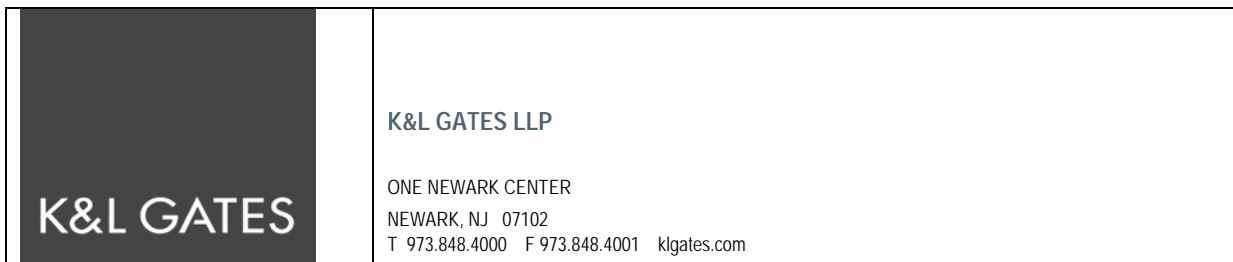 K&L GATES
K&L GATES LLP
ONE NEWARK CENTER
NEWARK, NJ 07102
T 973.848.4000 F 973.848.4001 klgates.com